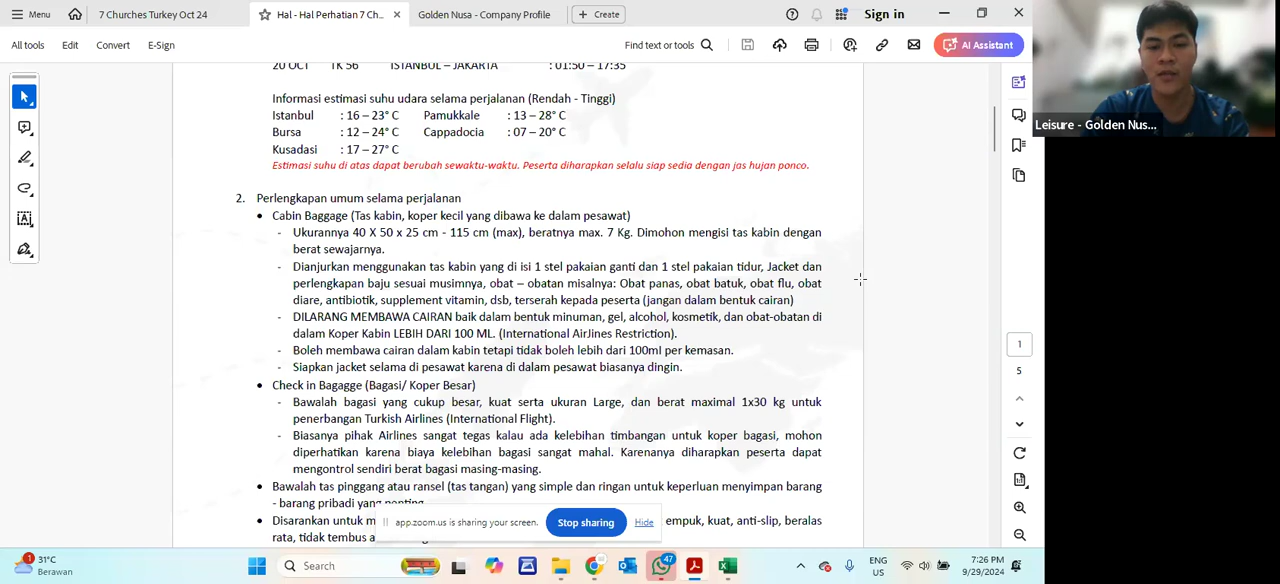 Menu
7 Churches Turkey Oct 24
Hal - Hal Perhatian 7 Ch...
Golden Nusa - Company Profile
Create
Sign in
All tools
Edit
Convert
E-Sign
Find text or tools
AI Assistant
20 OCT TK 56 ISTANBUL – JAKARTA : 01:50 – 17:35
Informasi estimasi suhu udara selama perjalanan (Rendah - Tinggi)
Istanbul : 16 – 23° C Pamukkale : 13 – 28° C
Bursa : 12 – 24° C Cappadocia : 07 – 20° C
Kusadasi : 17 – 27° C
Estimasi suhu di atas dapat berubah sewaktu-waktu. Peserta diharapkan selalu siap sedia dengan jas hujan ponco.
2. Perlengkapan umum selama perjalanan
• Cabin Baggage (Tas kabin, koper kecil yang dibawa ke dalam pesawat)
- Ukurannya 40 X 50 x 25 cm - 115 cm (max), beratnya max. 7 Kg. Dimohon mengisi tas kabin dengan
berat sewajarnya.
- Dianjurkan menggunakan tas kabin yang di isi 1 stel pakaian ganti dan 1 stel pakaian tidur, Jacket dan
perlengkapan baju sesuai musimnya, obat – obatan misalnya: Obat panas, obat batuk, obat flu, obat
diare, antibiotik, supplement vitamin, dsb, terserah kepada peserta (jangan dalam bentuk cairan)
- DILARANG MEMBAWA CAIRAN baik dalam bentuk minuman, gel, alcohol, kosmetik, dan obat-obatan di
dalam Koper Kabin LEBIH DARI 100 ML. (International AirJines Restriction).
- Boleh membawa cairan dalam kabin tetapi tidak boleh lebih dari 100ml per kemasan.
- Siapkan jacket selama di pesawat karena di dalam pesawat biasanya dingin.
• Check in Bagagge (Bagasi/ Koper Besar)
- Bawalah bagasi yang cukup besar, kuat serta ukuran Large, dan berat maximal 1x30 kg untuk
penerbangan Turkish Airlines (International Flight).
- Biasanya pihak Airlines sangat tegas kalau ada kelebihan timbangan untuk koper bagasi, mohon
diperhatikan karena biaya kelebihan bagasi sangat mahal. Karenanya diharapkan peserta dapat
mengontrol sendiri berat bagasi masing-masing.
• Bawalah tas pinggang atau ransel (tas tangan) yang simple dan ringan untuk keperluan menyimpan barang
- barang pribadi yang penting.
• Disarankan untuk m empuk, kuat, anti-slip, beralas
rata, tidak tembus a
app.zoom.us is sharing your screen.
Stop sharing
Hide
Leisure - Golden Nus...
1
5
1
31°C
Berawan
Search
47
ENG
US
7:26 PM
9/29/2024